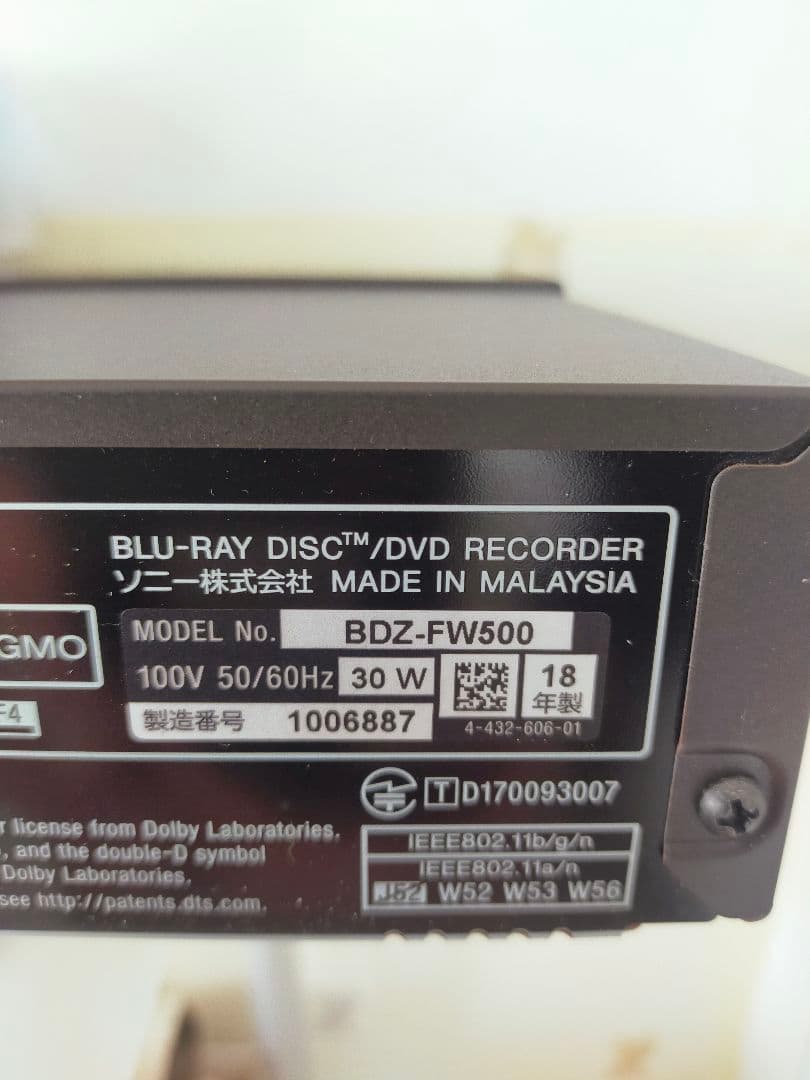 BLU-RAY DISC™/DVD RECORDER
ソニー株式会社 MADE IN MALAYSIA
GMO
MODEL No. BDZ-FW500
100V 50/60Hz 30 W
18
年製
F4
製造番号 1006887
4-432-606-01
T D170093007
r license from Dolby Laboratories.
, and the double-D symbol
Dolby Laboratories.
see http://patents.dts.com.
IEEE802.11b/g/n
IEEE802.11a/n
J52 W52 W53 W56